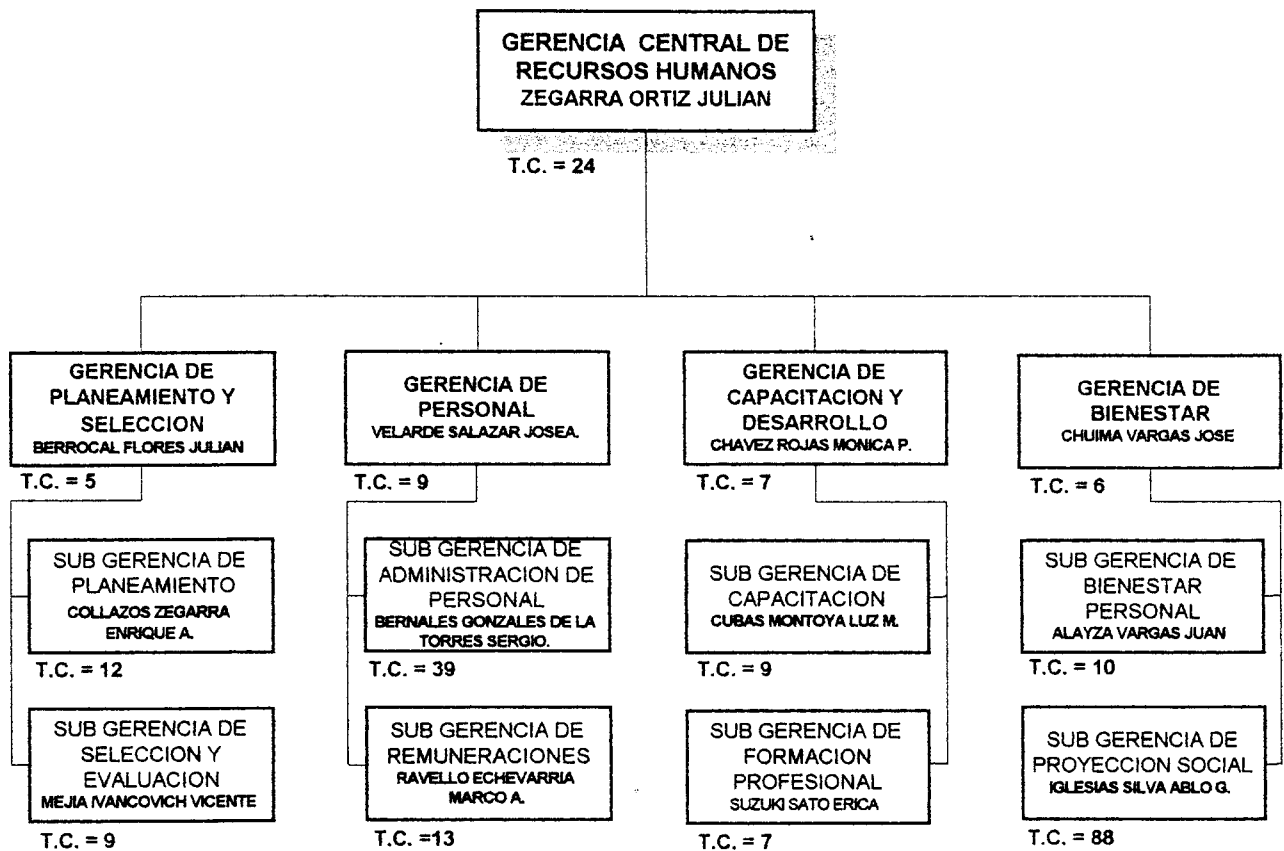 GERENCIA CENTRAL DE
RECURSOS HUMANOS
ZEGARRA ORTIZ JULIAN
T.C. = 24
GERENCIA DE
PLANEAMIENTO Y
SELECCION
BERROCAL FLORES JULIAN
T.C. = 5
GERENCIA DE
PERSONAL
VELARDE SALAZAR JOSEA.
T.C. = 9
GERENCIA DE
CAPACITACION Y
DESARROLLO
CHAVEZ ROJAS MONICA P.
T.C. = 7
GERENCIA DE
BIENESTAR
CHUIMA VARGAS JOSE
T.C. = 6
SUB GERENCIA DE
PLANEAMIENTO
COLLAZOS ZEGARRA
ENRIQUE A.
T.C. = 12
SUB GERENCIA DE
ADMINISTRACION DE
PERSONAL
BERNALES GONZALES DE LA
TORRES SERGIO.
T.C. = 39
SUB GERENCIA DE
CAPACITACION
CUBAS MONTOYA LUZ M.
T.C. = 9
SUB GERENCIA DE
BIENESTAR
PERSONAL
ALAYZA VARGAS JUAN
T.C. = 10
SUB GERENCIA DE
SELECCION Y
EVALUACION
MEJIA IVANCOVICH VICENTE
T.C. = 9
SUB GERENCIA DE
REMUNERACIONES
RAVELLO ECHEVARRIA
MARCO A.
T.C. =13
SUB GERENCIA DE
FORMACION
PROFESIONAL
SUZUKI SATO ERICA
T.C. = 7
SUB GERENCIA DE
PROYECCION SOCIAL
IGLESIAS SILVA ABLO G.
T.C. = 88